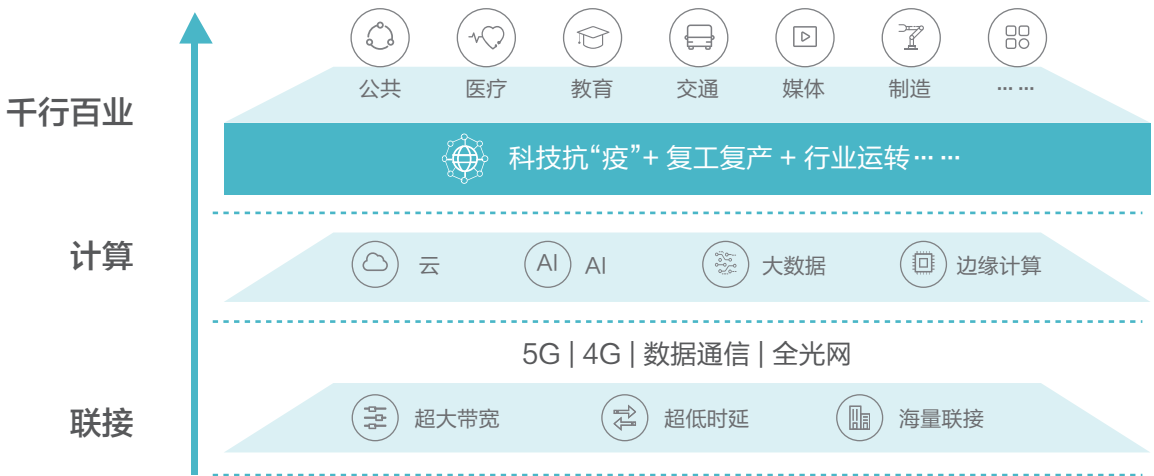 公共 医疗 教育 交通 媒体 制造 … …
千行百业
科技抗“疫”+ 复工复产 + 行业运转… …
计算
云 AI AI 大数据 边缘计算
5G | 4G | 数据通信 | 全光网
联接
超大带宽 超低时延 海量联接